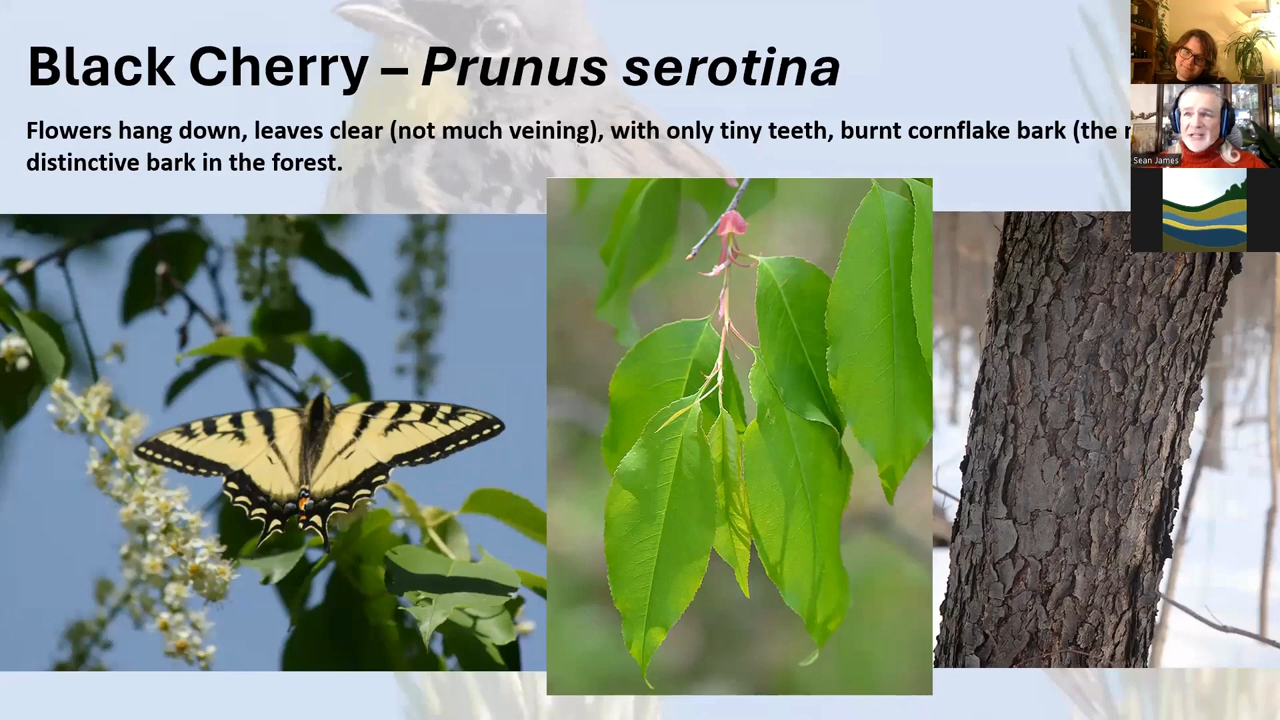 Black Cherry – Prunus serotina
Flowers hang down, leaves clear (not much veining), with only tiny teeth, burnt cornflake bark (the
distinctive bark in the forest.
Sean James